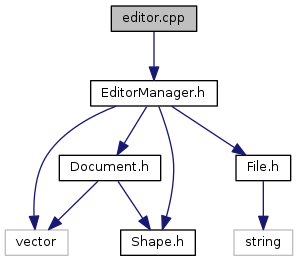 editor.cpp
EditorManager.h
Document.h
File.h
vector
Shape.h
string